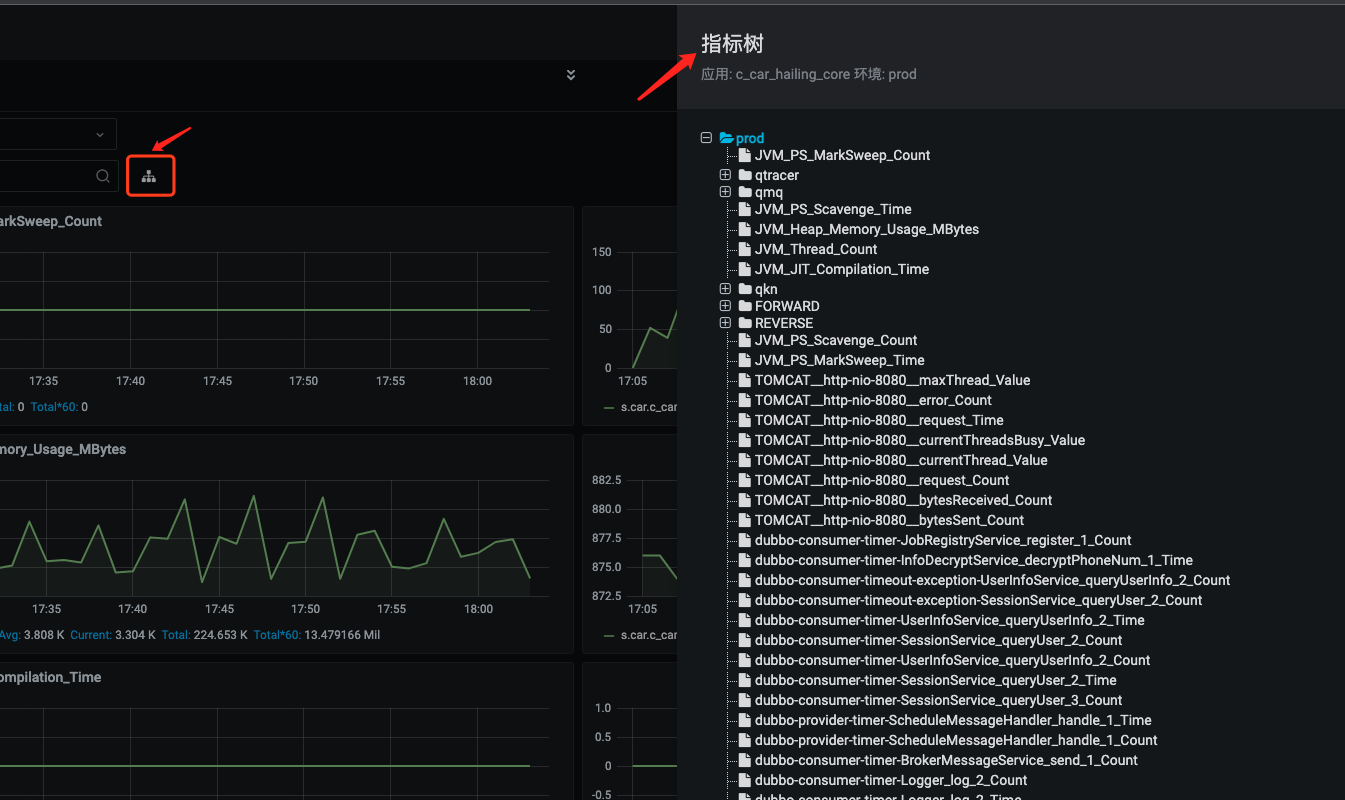 指标树
应用: c_car_hailing_core 环境: prod
prod
JVM_PS_MarkSweep_Count
qtracer
qmq
JVM_PS_Scavenge_Time
JVM_Heap_Memory_Usage_MBytes
JVM_Thread_Count
JVM_JIT_Compilation_Time
qkn
FORWARD
REVERSE
JVM_PS_Scavenge_Count
JVM_PS_MarkSweep_Time
TOMCAT__http-nio-8080__maxThread_Value
TOMCAT__http-nio-8080__error_Count
TOMCAT__http-nio-8080__request_Time
TOMCAT__http-nio-8080__currentThreadsBusy_Value
TOMCAT__http-nio-8080__currentThread_Value
TOMCAT__http-nio-8080__request_Count
TOMCAT__http-nio-8080__bytesReceived_Count
TOMCAT__http-nio-8080__bytesSent_Count
dubbo-consumer-timer-JobRegistryService_register_1_Count
dubbo-consumer-timer-InfoDecryptService_decryptPhoneNum_1_Time
dubbo-consumer-timeout-exception-UserInfoService_queryUserInfo_2_Count
dubbo-consumer-timeout-exception-SessionService_queryUser_2_Count
dubbo-consumer-timer-UserInfoService_queryUserInfo_2_Time
dubbo-consumer-timer-SessionService_queryUser_2_Count
dubbo-consumer-timer-UserInfoService_queryUserInfo_2_Count
dubbo-consumer-timer-SessionService_queryUser_2_Time
dubbo-consumer-timer-SessionService_queryUser_3_Count
dubbo-provider-timer-ScheduleMessageHandler_handle_1_Time
dubbo-provider-timer-ScheduleMessageHandler_handle_1_Count
dubbo-consumer-timer-BrokerMessageService_send_1_Count
dubbo-consumer-timer-Logger_log_2_Count
dubbo-consumer-timer-Logger_log_2_Time
arkSweep_Count
17:35 17:40 17:45 17:50 17:55 18:00
tal: 0 Total*60: 0
150
100
50
0
17:05
s.car.c_car
mory_Usage_MBytes
17:35 17:40 17:45 17:50 17:55 18:00
Avg: 3.808 K Current: 3.304 K Total: 224.653 K Total*60: 13.479166 Mil
882.5
880.0
877.5
875.0
872.5
17:05
s.car.c_car
ompilation_Time
1.0
0.5
0
-0.5